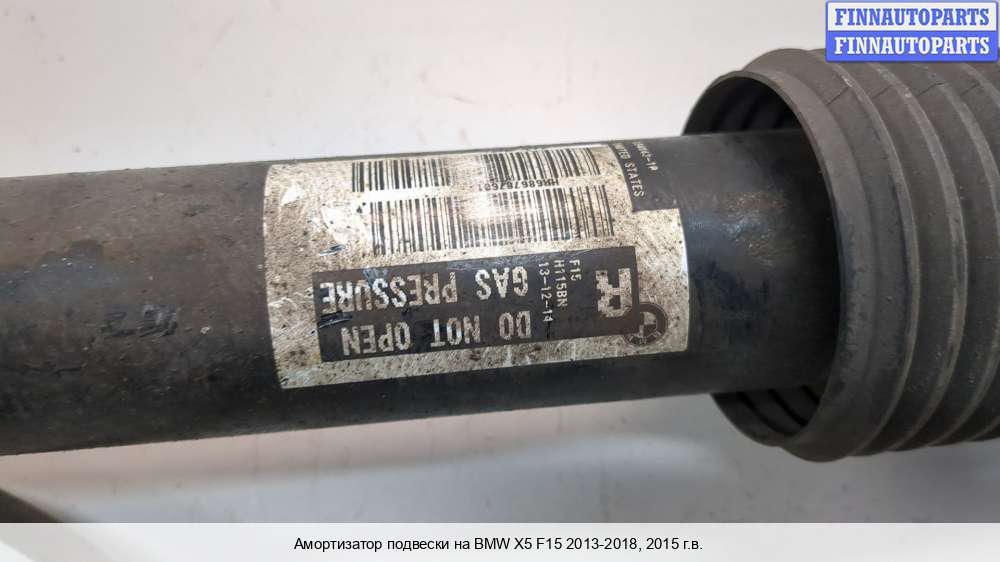 FINNAUTOPARTS
FINNAUTOPARTS
UNITED STATES
F15
H115BN
13-12-14
R
DO NOT OPEN
GAS PRESSURE
Амортизатор подвески на BMW X5 F15 2013-2018, 2015 г.в.